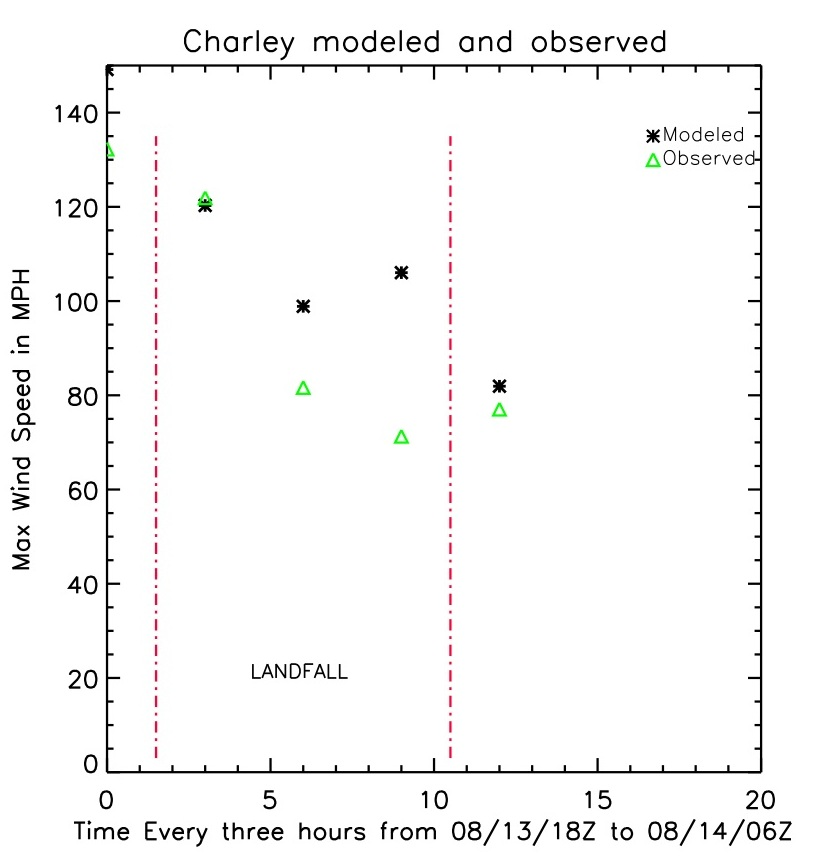 Charley modeled and observed
Modeled
Observed
140
120
100
80
60
40
20
0
Max Wind Speed in MPH
LANDFALL
0 5 10 15 20
Time Every three hours from 08/13/18Z to 08/14/06Z